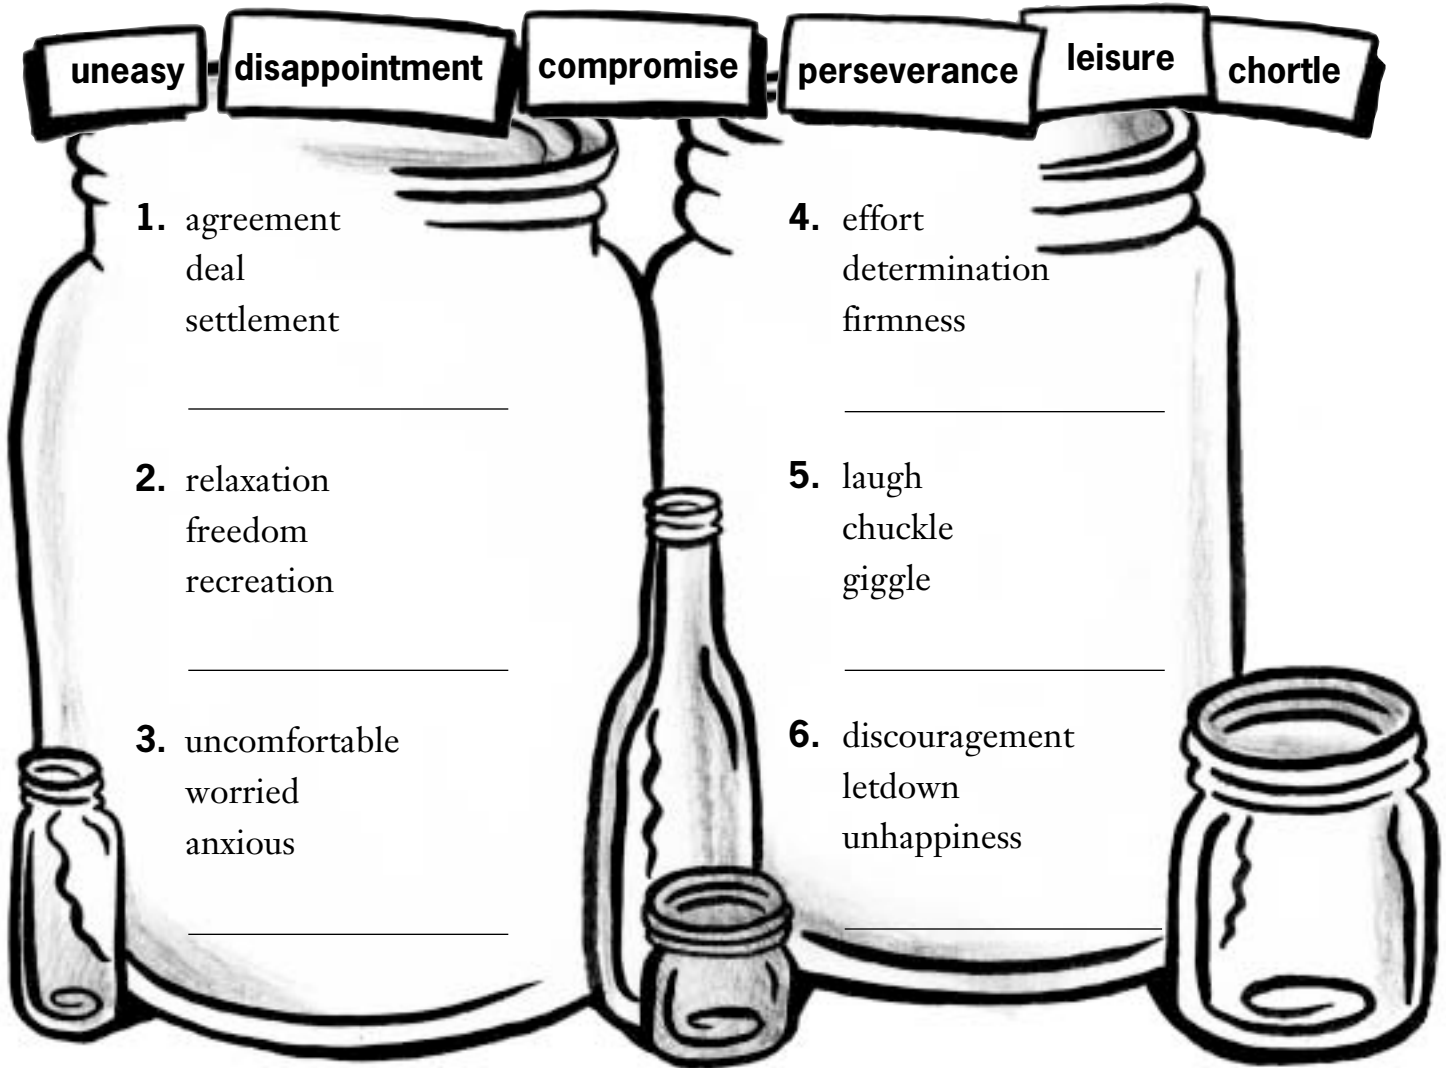 uneasy disappointment compromise perseverance leisure chortle
1. agreement
deal
settlement
2. relaxation
freedom
recreation
3. uncomfortable
worried
anxious
4. effort
determination
firmness
5. laugh
chuckle
giggle
6. discouragement
letdown
unhappiness